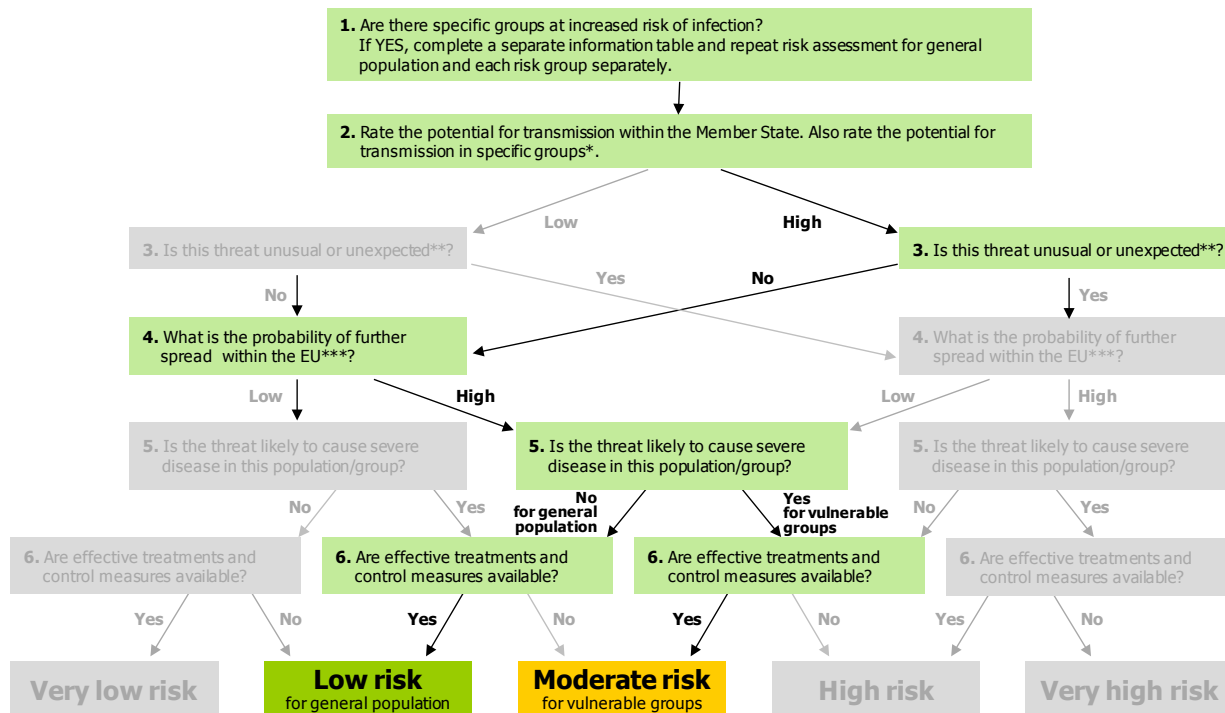 1. Are there specific groups at increased risk of infection?
If YES, complete a separate information table and repeat risk assessment for general
population and each risk group separately.
2. Rate the potential for transmission within the Member State. Also rate the potential for
transmission in specific groups*.
Low
High
3. Is this threat unusual or unexpected**?
3. Is this threat unusual or unexpected**?
No
Yes
No
Yes
4. What is the probability of further
spread within the EU***?
4. What is the probability of further
spread within the EU***?
Low
High
Low
High
5. Is the threat likely to cause severe
disease in this population/group?
5. Is the threat likely to cause severe
disease in this population/group?
5. Is the threat likely to cause severe
disease in this population/group?
No
Yes
No
for general
population
Yes
for vulnerable
groups
No
Yes
6. Are effective treatments and
control measures available?
6. Are effective treatments and
control measures available?
6. Are effective treatments and
control measures available?
6. Are effective treatments and
control measures available?
Yes
No
Yes
No
Yes
No
Yes
No
Very low risk
Low risk
for general population
Moderate risk
for vulnerable groups
High risk
Very high risk